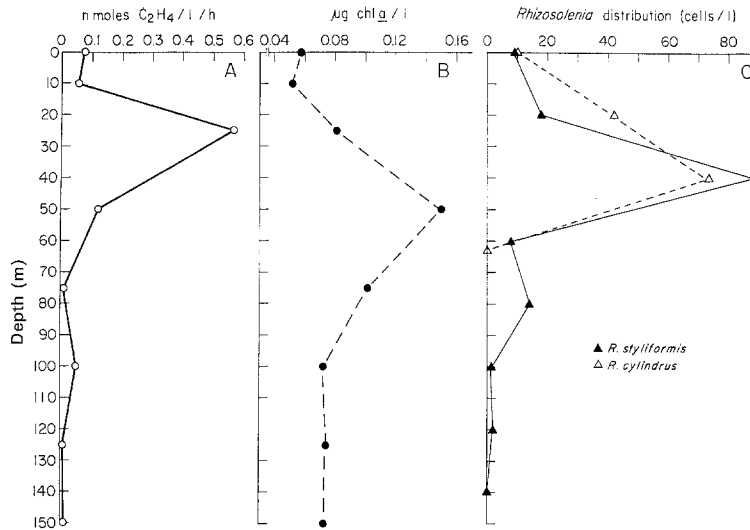 n moles C₂H₄ / l / h
0 0.1 0.2 0.3 0.4 0.5 0.6
A
µg chl a / l
0.04 0.08 0.12 0.16
B
Rhizosolenia distribution (cells / l)
0 20 40 60 80
C
Depth (m)
0
10
20
30
40
50
60
70
80
90
100
110
120
130
140
150
R. styliformis
R. cylindrus